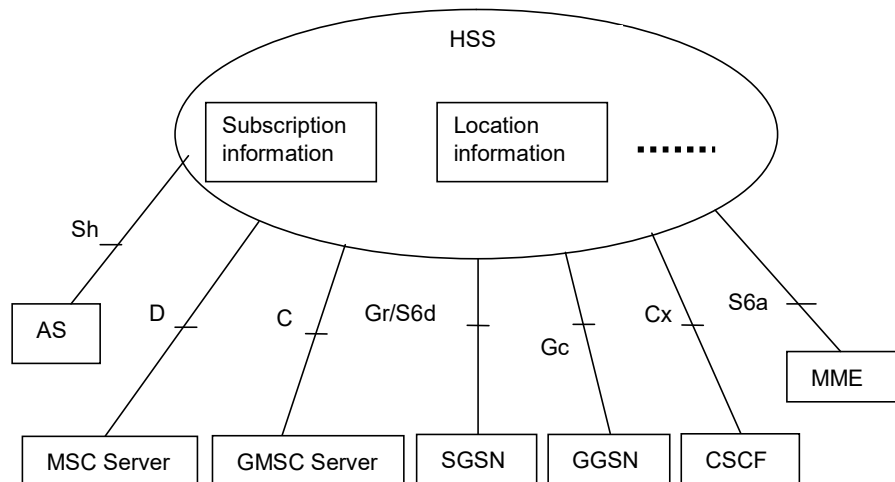 HSS
Subscription
information
Location
information
Sh
D
C
Gr/S6d
Gc
Cx
S6a
AS
MME
MSC Server
GMSC Server
SGSN
GGSN
CSCF